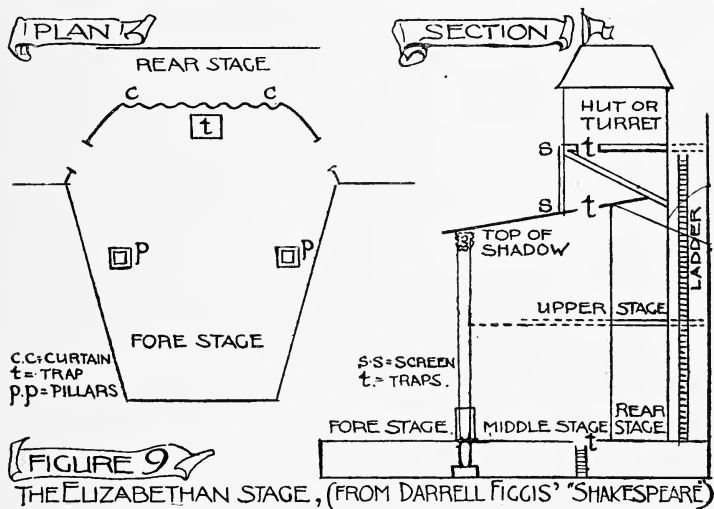 PLAN
REAR STAGE
c c
t
p p
FORE STAGE
c.c=CURTAIN
t=TRAP
p.p=PILLARS
SECTION
HUT OR
TURRET
s t
s t
TOP OF
SHADOW
LADDER
UPPER STAGE
s.s=SCREEN
t.=TRAPS.
FORE STAGE. MIDDLE STAGE REAR
STAGE
t
FIGURE 9
THE ELIZABETHAN STAGE, (FROM DARRELL FIGGIS' "SHAKESPEARE")